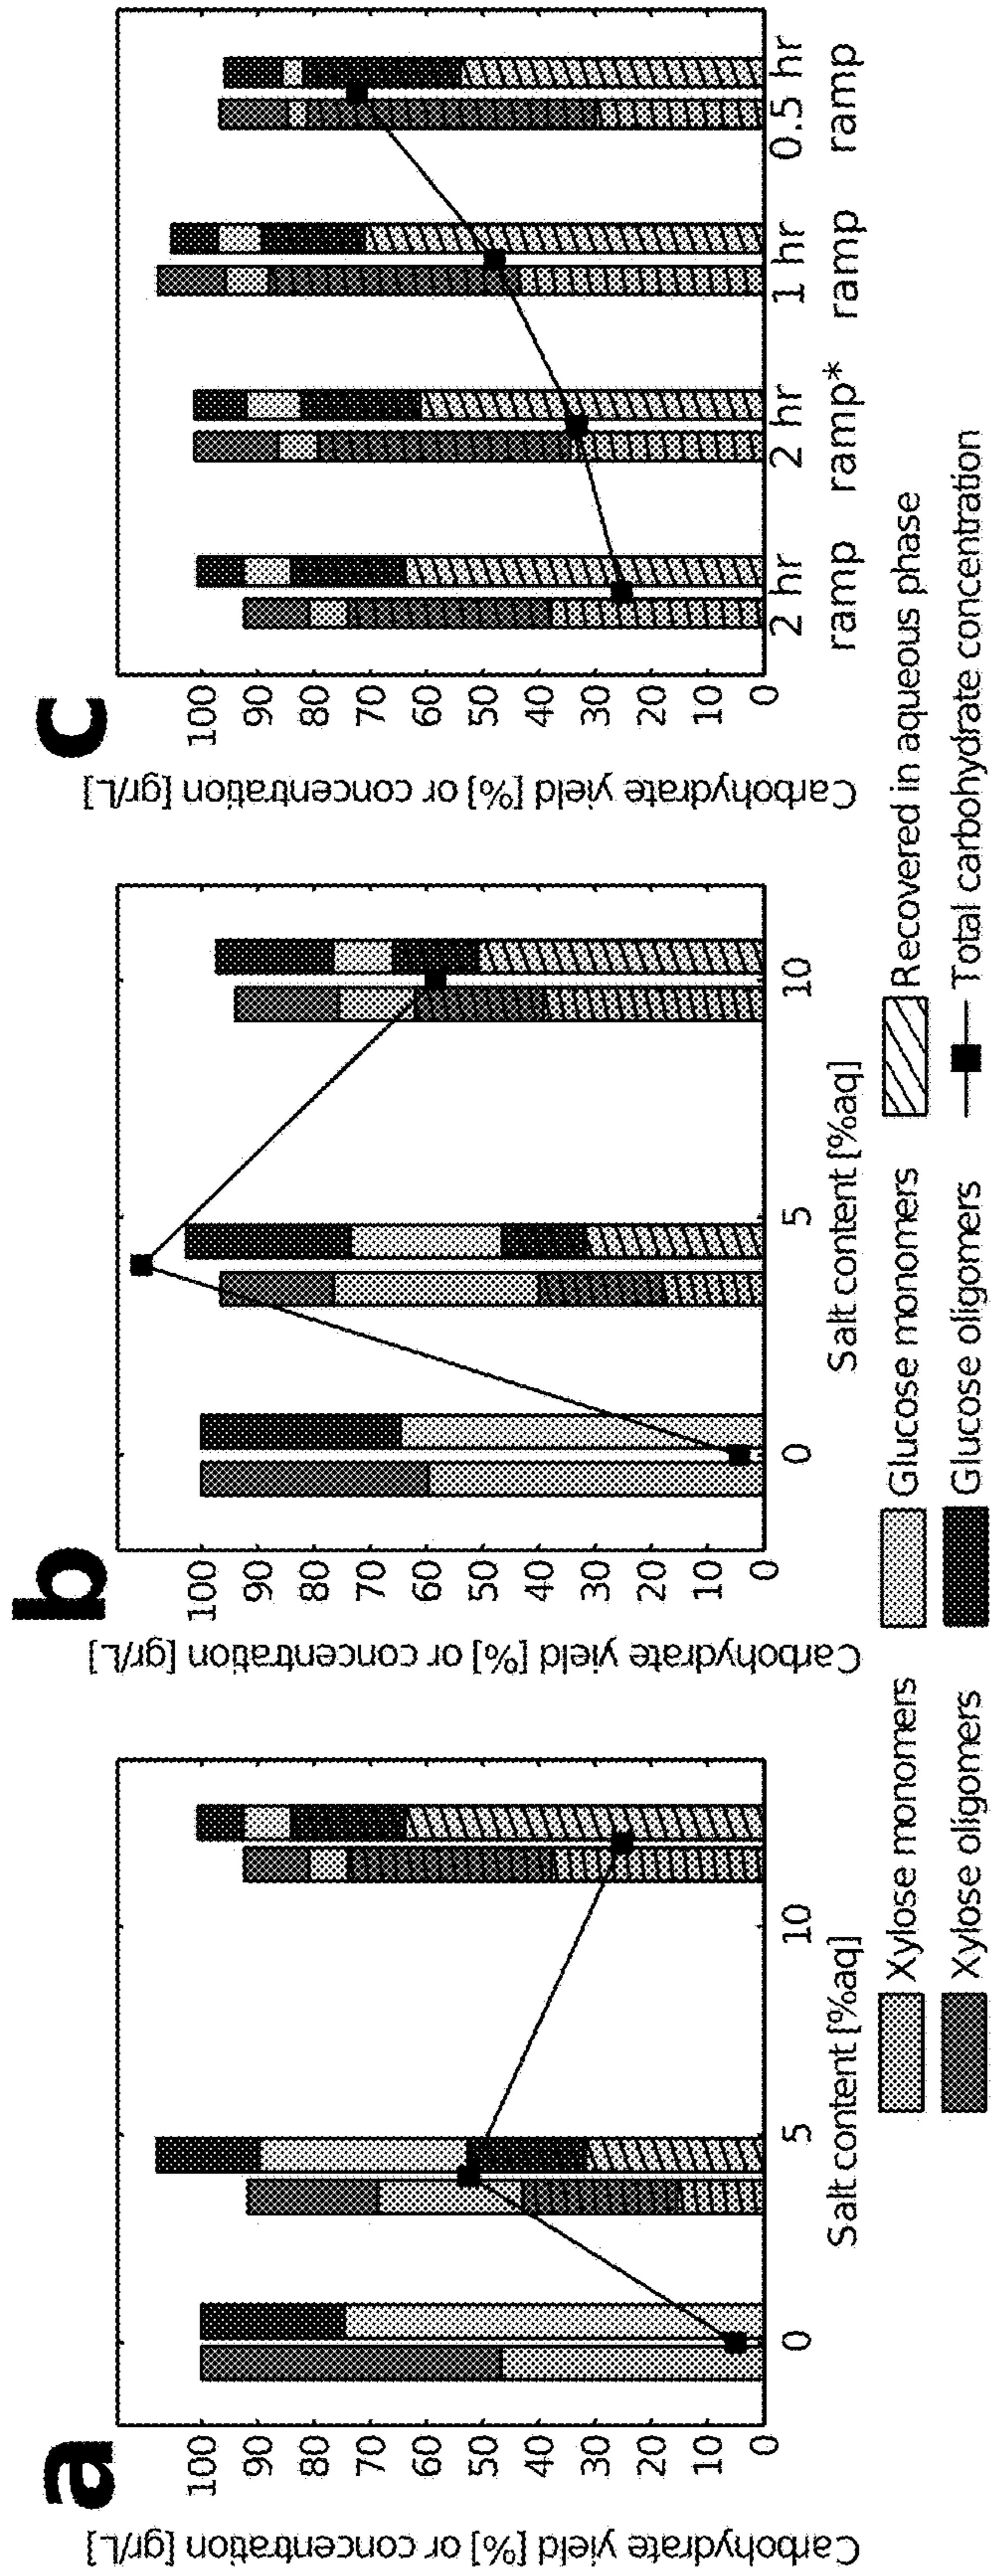 a
Carbohydrate yield [%] or concentration [gr/L]
100
90
80
70
60
50
40
30
20
10
0
0
5
10
Salt content [%aq]
b
Carbohydrate yield [%] or concentration [gr/L]
100
90
80
70
60
50
40
30
20
10
0
0
5
10
Salt content [%aq]
c
Carbohydrate yield [%] or concentration [gr/L]
100
90
80
70
60
50
40
30
20
10
0
2 hr
ramp
2 hr
ramp*
1 hr
ramp
0.5 hr
ramp
Xylose monomers
Glucose monomers
Recovered in aqueous phase
Xylose oligomers
Glucose oligomers
Total carbohydrate concentration